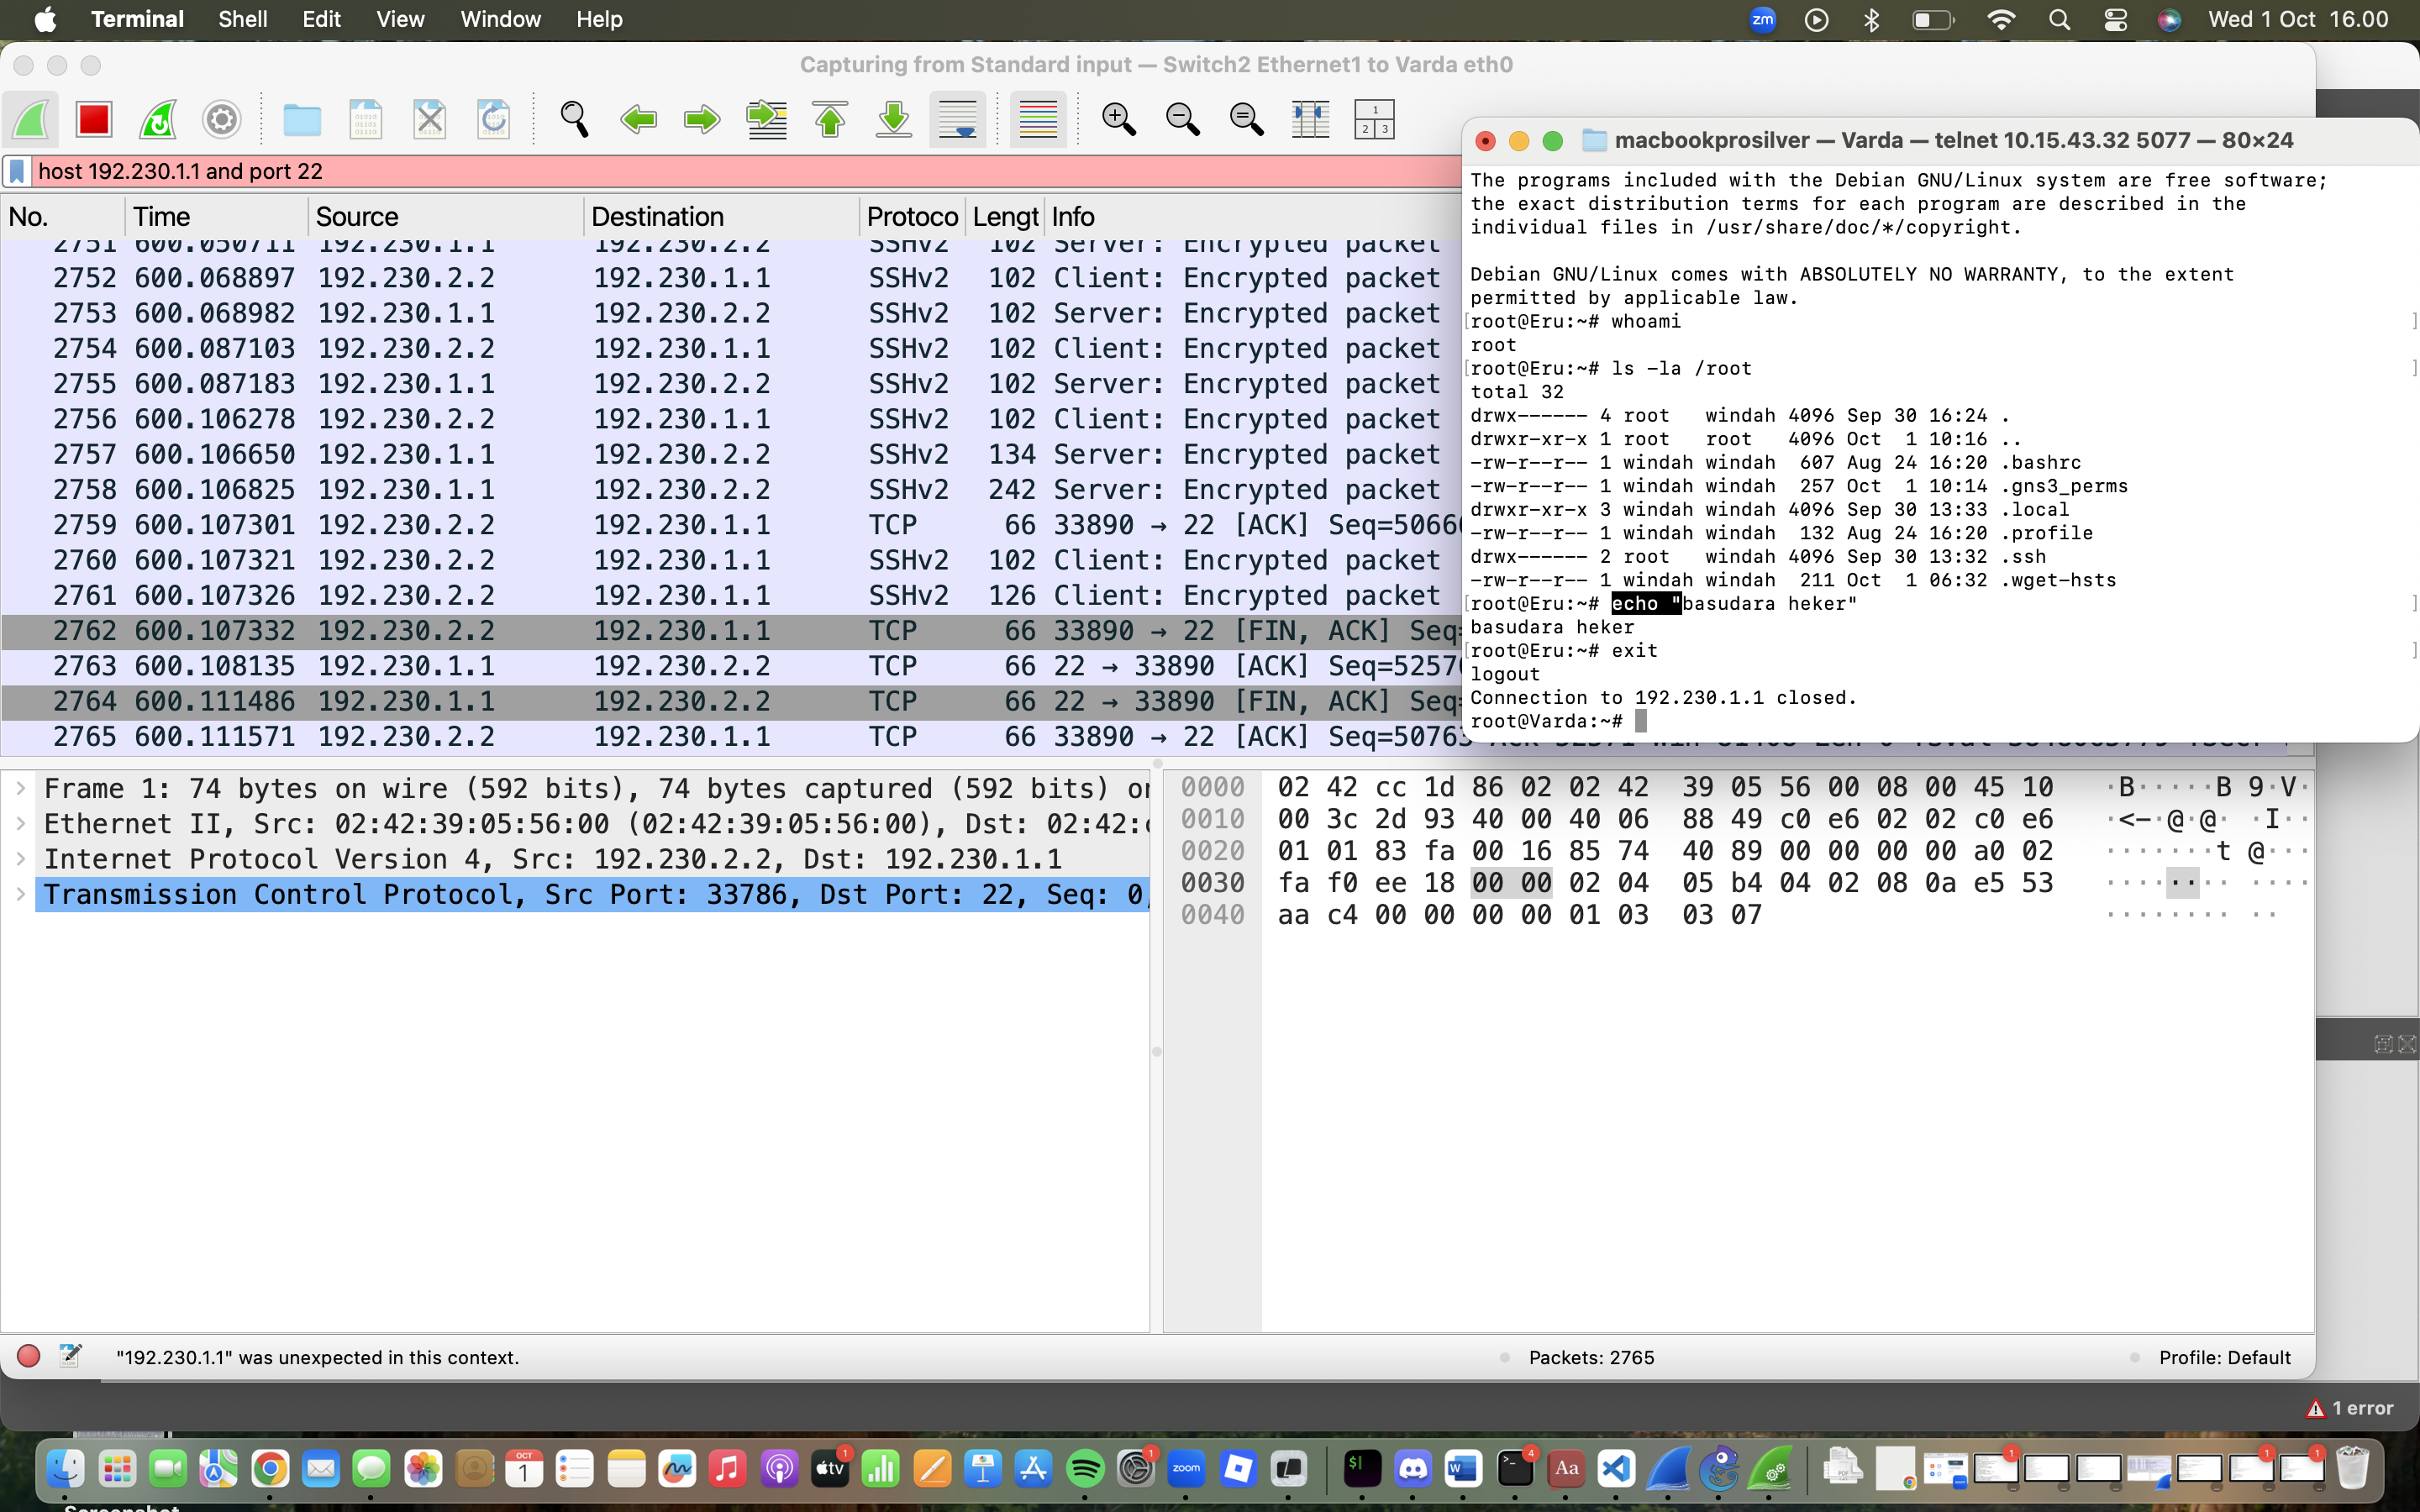 Terminal Shell Edit View Window Help zm Wed 1 Oct 16.00
Capturing from Standard input — Switch2 Ethernet1 to Varda eth0
host 192.230.1.1 and port 22
No. Time Source Destination Protoco Lengt Info
2751 600.050711 192.230.1.1 192.230.2.2 SSHv2 102 Server: Encrypted packet
2752 600.068897 192.230.2.2 192.230.1.1 SSHv2 102 Client: Encrypted packet
2753 600.068982 192.230.1.1 192.230.2.2 SSHv2 102 Server: Encrypted packet
2754 600.087103 192.230.2.2 192.230.1.1 SSHv2 102 Client: Encrypted packet
2755 600.087183 192.230.1.1 192.230.2.2 SSHv2 102 Server: Encrypted packet
2756 600.106278 192.230.2.2 192.230.1.1 SSHv2 102 Client: Encrypted packet
2757 600.106650 192.230.1.1 192.230.2.2 SSHv2 134 Server: Encrypted packet
2758 600.106825 192.230.1.1 192.230.2.2 SSHv2 242 Server: Encrypted packet
2759 600.107301 192.230.2.2 192.230.1.1 TCP 66 33890 → 22 [ACK] Seq=5066
2760 600.107321 192.230.2.2 192.230.1.1 SSHv2 102 Client: Encrypted packet
2761 600.107326 192.230.2.2 192.230.1.1 SSHv2 126 Client: Encrypted packet
2762 600.107332 192.230.2.2 192.230.1.1 TCP 66 33890 → 22 [FIN, ACK] Seq=
2763 600.108135 192.230.1.1 192.230.2.2 TCP 66 22 → 33890 [ACK] Seq=5257
2764 600.111486 192.230.1.1 192.230.2.2 TCP 66 22 → 33890 [FIN, ACK] Seq=
2765 600.111571 192.230.2.2 192.230.1.1 TCP 66 33890 → 22 [ACK] Seq=50763
macbookprosilver — Varda — telnet 10.15.43.32 5077 — 80×24
The programs included with the Debian GNU/Linux system are free software;
the exact distribution terms for each program are described in the
individual files in /usr/share/doc/*/copyright.
Debian GNU/Linux comes with ABSOLUTELY NO WARRANTY, to the extent
permitted by applicable law.
[root@Eru:~# whoami ]
root
[root@Eru:~# ls -la /root ]
total 32
drwx------ 4 root windah 4096 Sep 30 16:24 .
drwxr-xr-x 1 root root 4096 Oct 1 10:16 ..
-rw-r--r-- 1 windah windah 607 Aug 24 16:20 .bashrc
-rw-r--r-- 1 windah windah 257 Oct 1 10:14 .gns3_perms
drwxr-xr-x 3 windah windah 4096 Sep 30 13:33 .local
-rw-r--r-- 1 windah windah 132 Aug 24 16:20 .profile
drwx------ 2 root windah 4096 Sep 30 13:32 .ssh
-rw-r--r-- 1 windah windah 211 Oct 1 06:32 .wget-hsts
[root@Eru:~# echo "basudara heker" ]
basudara heker
[root@Eru:~# exit ]
logout
Connection to 192.230.1.1 closed.
root@Varda:~#
Frame 1: 74 bytes on wire (592 bits), 74 bytes captured (592 bits) on
Ethernet II, Src: 02:42:39:05:56:00 (02:42:39:05:56:00), Dst: 02:42:c
Internet Protocol Version 4, Src: 192.230.2.2, Dst: 192.230.1.1
Transmission Control Protocol, Src Port: 33786, Dst Port: 22, Seq: 0,
0000 02 42 cc 1d 86 02 02 42 39 05 56 00 08 00 45 10 ·B·····B 9·V·
0010 00 3c 2d 93 40 00 40 06 88 49 c0 e6 02 02 c0 e6 ·<-·@·@· ·I··
0020 01 01 83 fa 00 16 85 74 40 89 00 00 00 00 a0 02 ·······t @···
0030 fa f0 ee 18 00 00 02 04 05 b4 04 02 08 0a e5 53 ········ ····
0040 aa c4 00 00 00 00 01 03 03 07 ········ ··
"192.230.1.1" was unexpected in this context. Packets: 2765 Profile: Default
1 error
OCT
1
tv
1
1
zoom
4
Aa
1
1
1